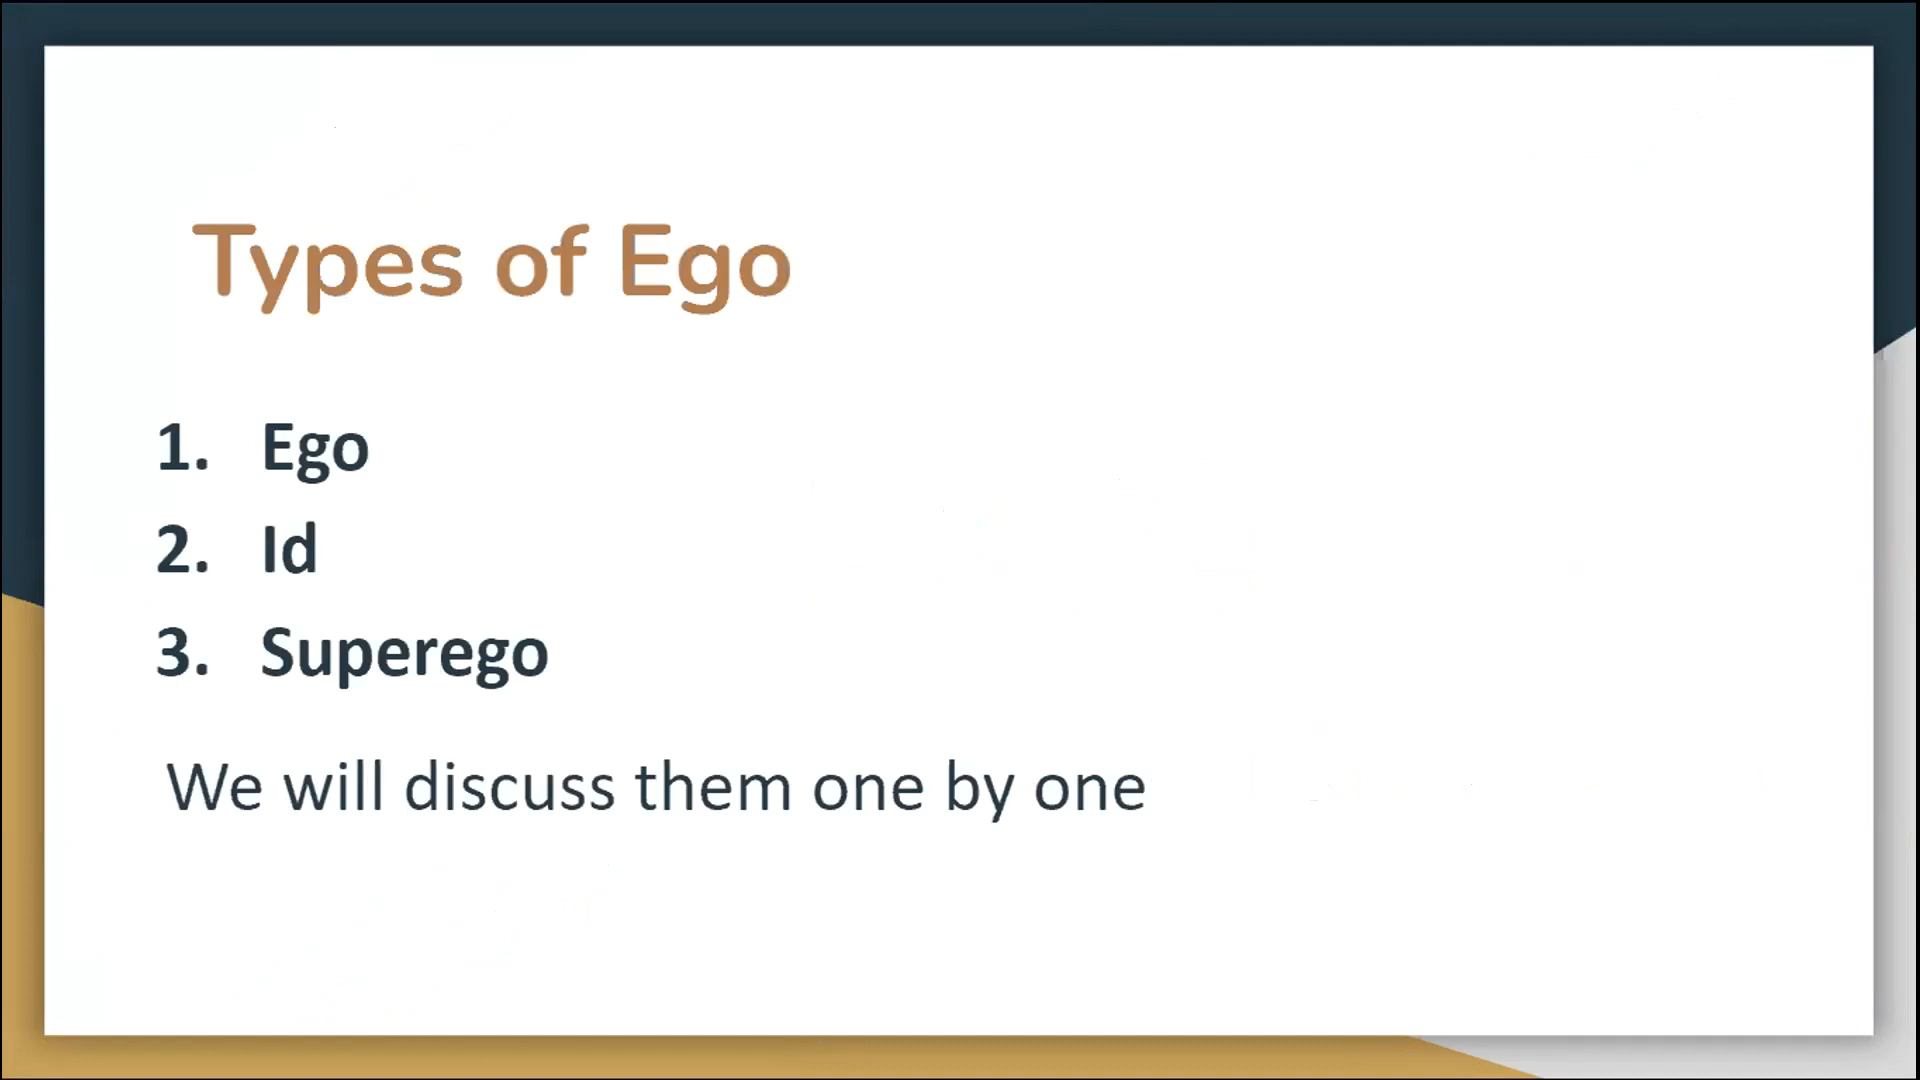 Types of Ego
1. Ego
2. Id
3. Superego
We will discuss them one by one